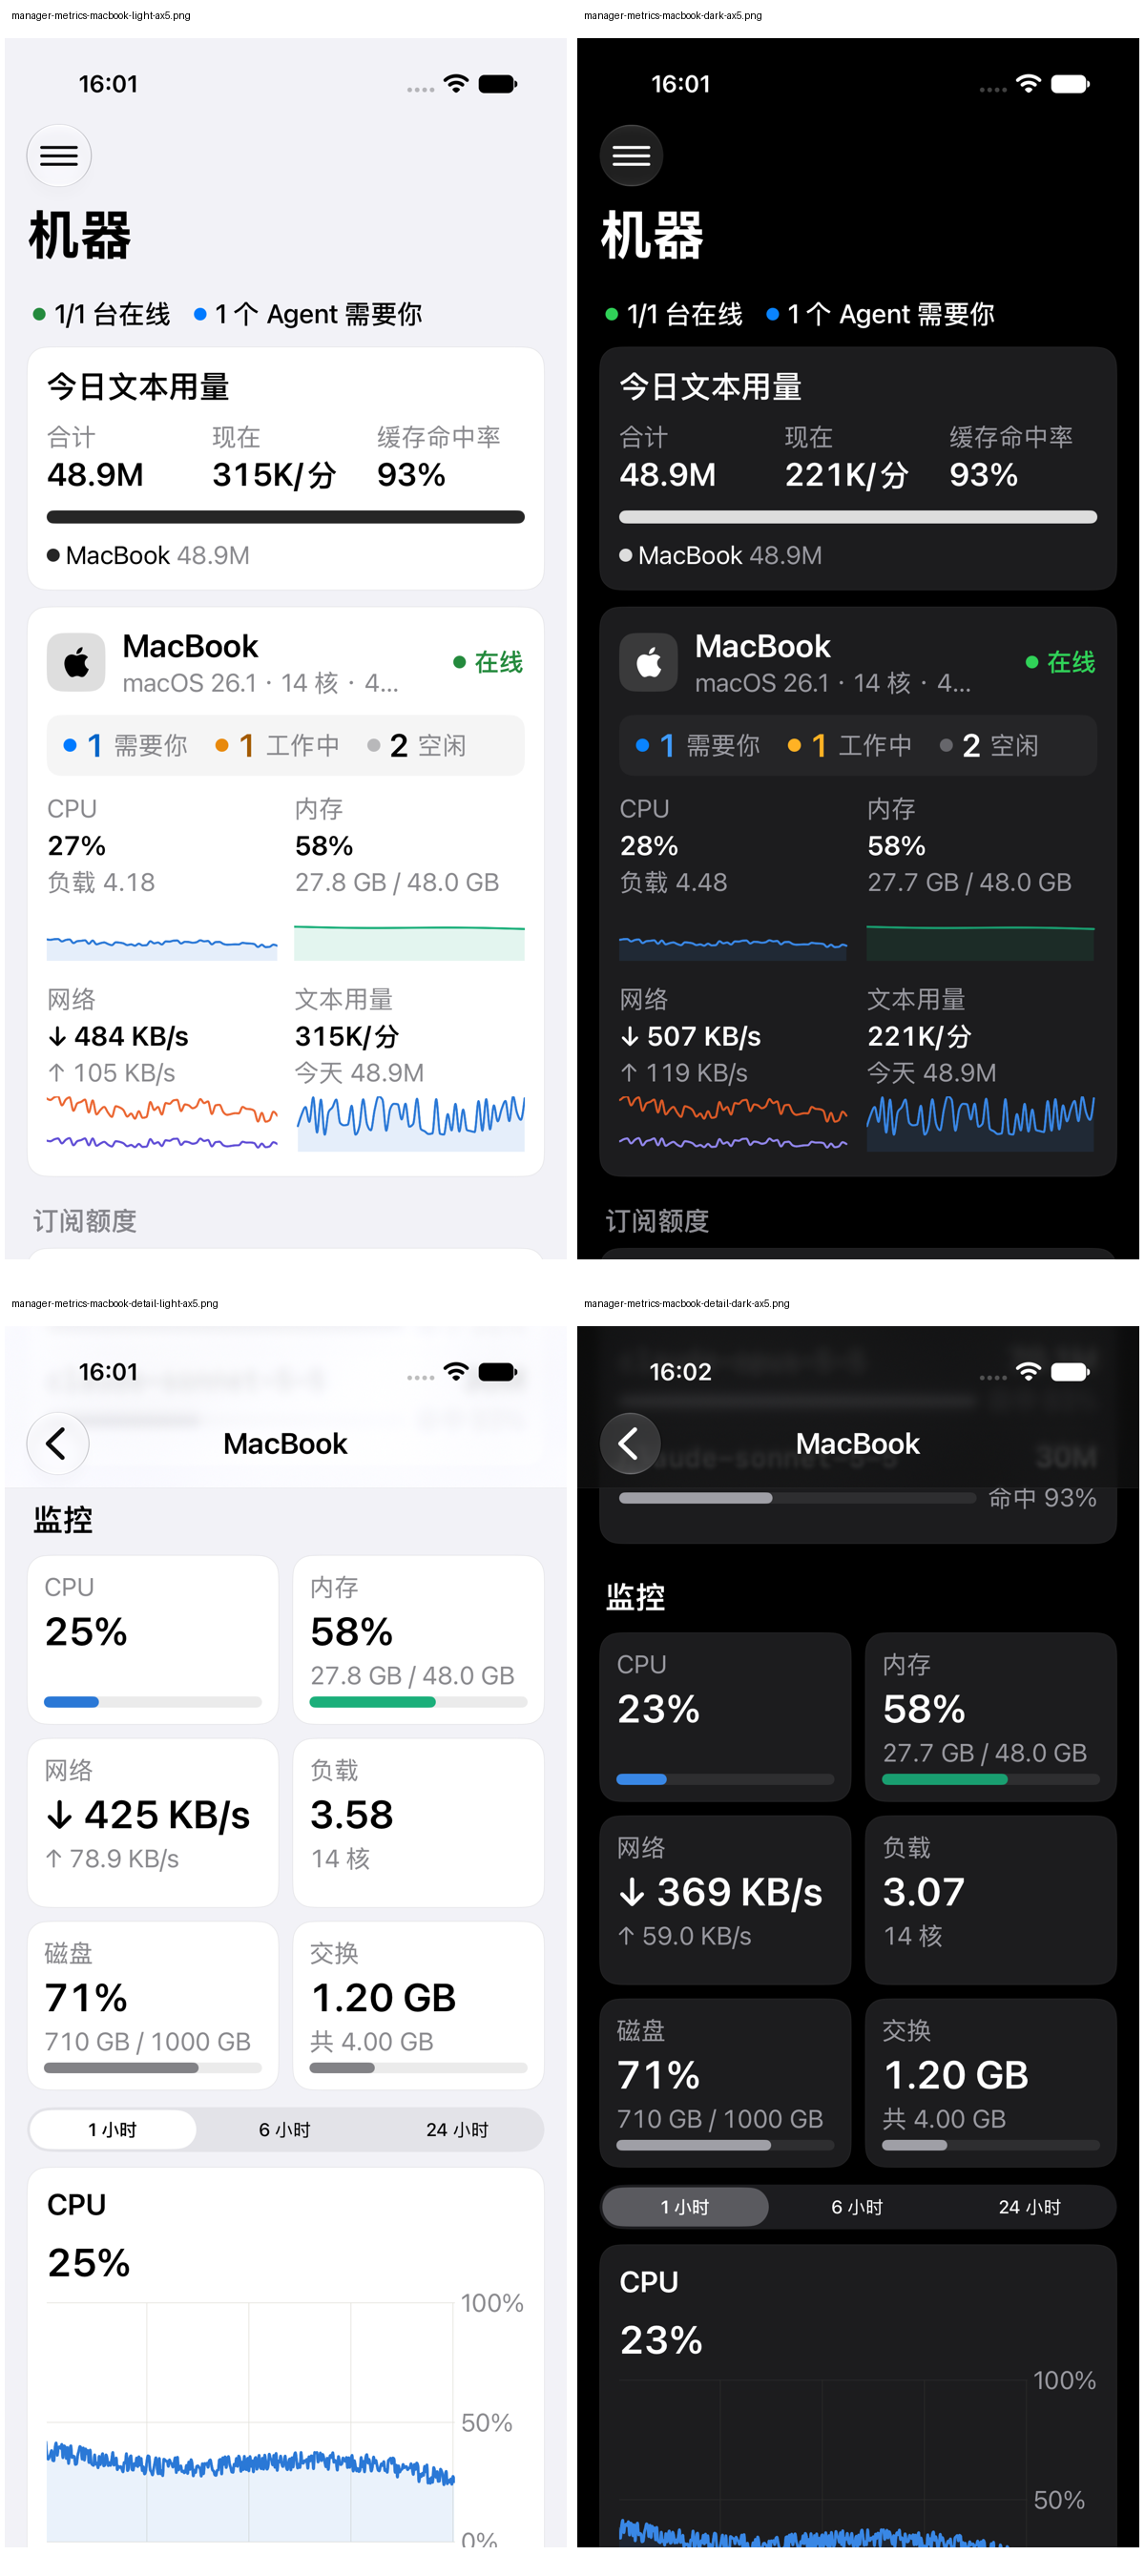 manager-metrics-macbook-light-ax5.png
16:01
机器
1/1 台在线 1 个 Agent 需要你
今日文本用量
合计 现在 缓存命中率
48.9M 315K/分 93%
MacBook 48.9M
MacBook
macOS 26.1 · 14 核 · 4...
在线
1 需要你 1 工作中 2 空闲
CPU 内存
27% 58%
负载 4.18 27.8 GB / 48.0 GB
网络 文本用量
↓ 484 KB/s 315K/分
↑ 105 KB/s 今天 48.9M
订阅额度
manager-metrics-macbook-dark-ax5.png
16:01
机器
1/1 台在线 1 个 Agent 需要你
今日文本用量
合计 现在 缓存命中率
48.9M 221K/分 93%
MacBook 48.9M
MacBook
macOS 26.1 · 14 核 · 4...
在线
1 需要你 1 工作中 2 空闲
CPU 内存
28% 58%
负载 4.48 27.7 GB / 48.0 GB
网络 文本用量
↓ 507 KB/s 221K/分
↑ 119 KB/s 今天 48.9M
订阅额度
manager-metrics-macbook-detail-light-ax5.png
16:01
MacBook
监控
CPU 内存
25% 58%
27.8 GB / 48.0 GB
网络 负载
↓ 425 KB/s 3.58
↑ 78.9 KB/s 14 核
磁盘 交换
71% 1.20 GB
710 GB / 1000 GB 共 4.00 GB
1 小时 6 小时 24 小时
CPU
25%
100%
50%
0%
manager-metrics-macbook-detail-dark-ax5.png
16:02
MacBook
30M
命中 93%
监控
CPU 内存
23% 58%
27.7 GB / 48.0 GB
网络 负载
↓ 369 KB/s 3.07
↑ 59.0 KB/s 14 核
磁盘 交换
71% 1.20 GB
710 GB / 1000 GB 共 4.00 GB
1 小时 6 小时 24 小时
CPU
23%
100%
50%